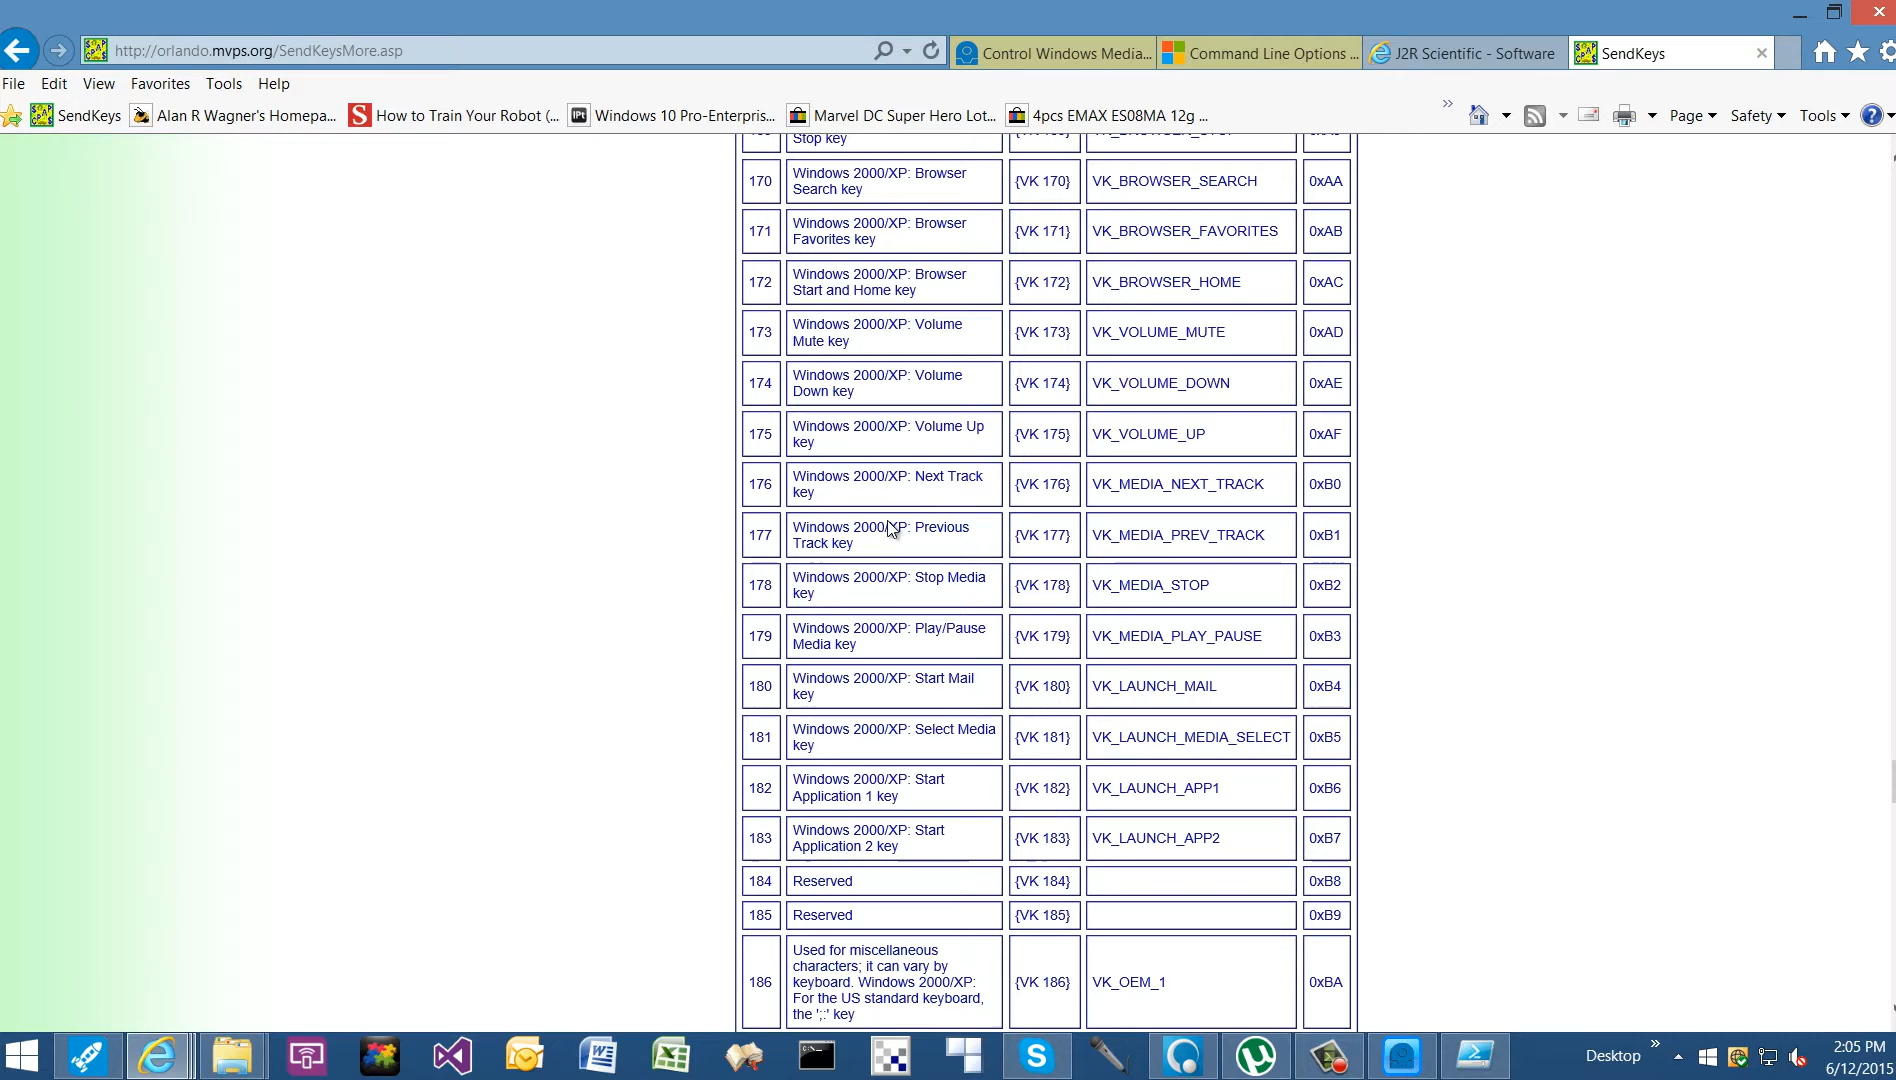 http://orlando.mvps.org/SendKeysMore.asp
Control Windows Media...
Command Line Options ...
J2R Scientific - Software
SendKeys
File Edit View Favorites Tools Help
SendKeys
Alan R Wagner's Homepa...
How to Train Your Robot (...
Windows 10 Pro-Enterpris...
Marvel DC Super Hero Lot...
4pcs EMAX ES08MA 12g ...
Page Safety Tools
Stop key
170 Windows 2000/XP: Browser Search key {VK 170} VK_BROWSER_SEARCH 0xAA
171 Windows 2000/XP: Browser Favorites key {VK 171} VK_BROWSER_FAVORITES 0xAB
172 Windows 2000/XP: Browser Start and Home key {VK 172} VK_BROWSER_HOME 0xAC
173 Windows 2000/XP: Volume Mute key {VK 173} VK_VOLUME_MUTE 0xAD
174 Windows 2000/XP: Volume Down key {VK 174} VK_VOLUME_DOWN 0xAE
175 Windows 2000/XP: Volume Up key {VK 175} VK_VOLUME_UP 0xAF
176 Windows 2000/XP: Next Track key {VK 176} VK_MEDIA_NEXT_TRACK 0xB0
177 Windows 2000/XP: Previous Track key {VK 177} VK_MEDIA_PREV_TRACK 0xB1
178 Windows 2000/XP: Stop Media key {VK 178} VK_MEDIA_STOP 0xB2
179 Windows 2000/XP: Play/Pause Media key {VK 179} VK_MEDIA_PLAY_PAUSE 0xB3
180 Windows 2000/XP: Start Mail key {VK 180} VK_LAUNCH_MAIL 0xB4
181 Windows 2000/XP: Select Media key {VK 181} VK_LAUNCH_MEDIA_SELECT 0xB5
182 Windows 2000/XP: Start Application 1 key {VK 182} VK_LAUNCH_APP1 0xB6
183 Windows 2000/XP: Start Application 2 key {VK 183} VK_LAUNCH_APP2 0xB7
184 Reserved {VK 184} 0xB8
185 Reserved {VK 185} 0xB9
186 Used for miscellaneous characters; it can vary by keyboard. Windows 2000/XP: For the US standard keyboard, the ';:' key {VK 186} VK_OEM_1 0xBA
Desktop
2:05 PM
6/12/2015